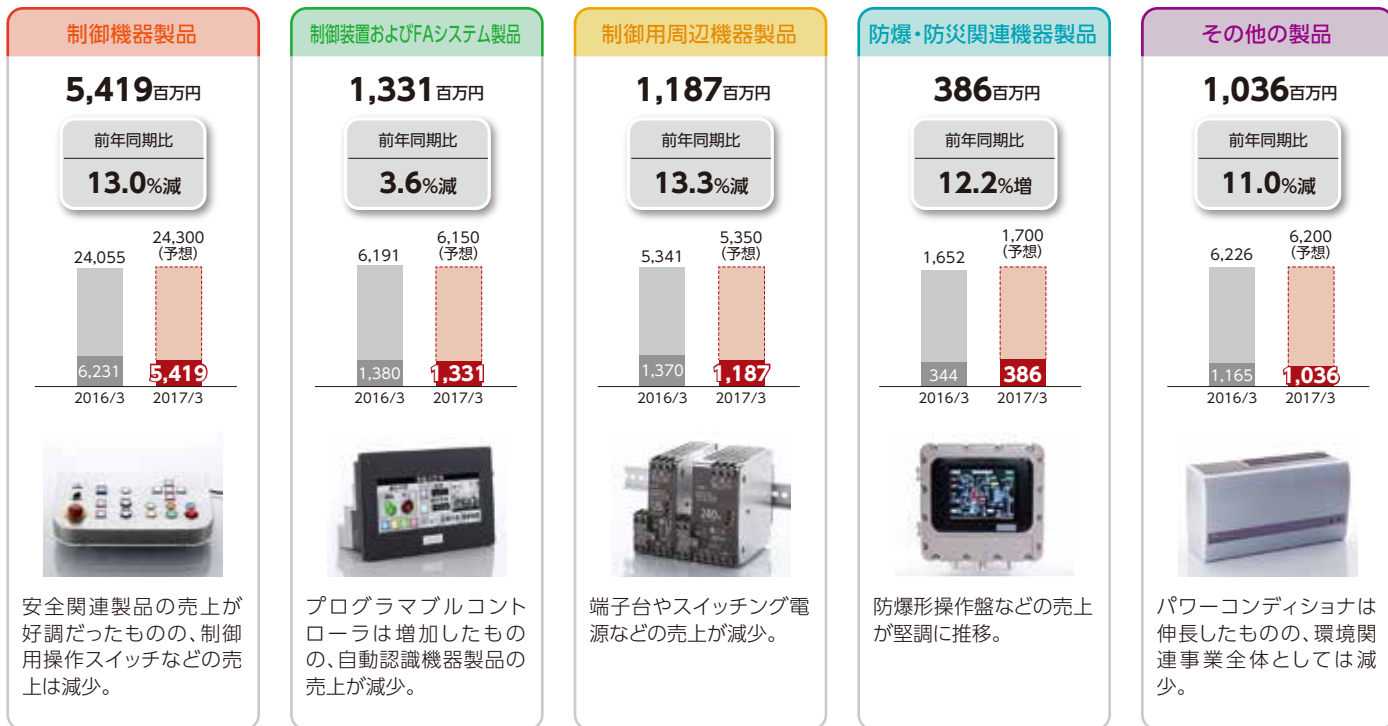 制御機器製品
5,419百万円
前年同期比
13.0%減
24,055
24,300
(予想)
6,231
5,419
2016/3
2017/3
安全関連製品の売上が
好調だったものの、制御
用操作スイッチなどの売
上は減少。
制御装置およびFAシステム製品
1,331百万円
前年同期比
3.6%減
6,191
6,150
(予想)
1,380
1,331
2016/3
2017/3
プログラマブルコント
ローラは増加したもの
の、自動認識機器製品の
売上が減少。
制御用周辺機器製品
1,187百万円
前年同期比
13.3%減
5,341
5,350
(予想)
1,370
1,187
2016/3
2017/3
240
端子台やスイッチング電
源などの売上が減少。
防爆・防災関連機器製品
386百万円
前年同期比
12.2%増
1,652
1,700
(予想)
344
386
2016/3
2017/3
防爆形操作盤などの売上
が堅調に推移。
その他の製品
1,036百万円
前年同期比
11.0%減
6,226
6,200
(予想)
1,165
1,036
2016/3
2017/3
パワーコンディショナは
伸長したものの、環境関
連事業全体としては減
少。